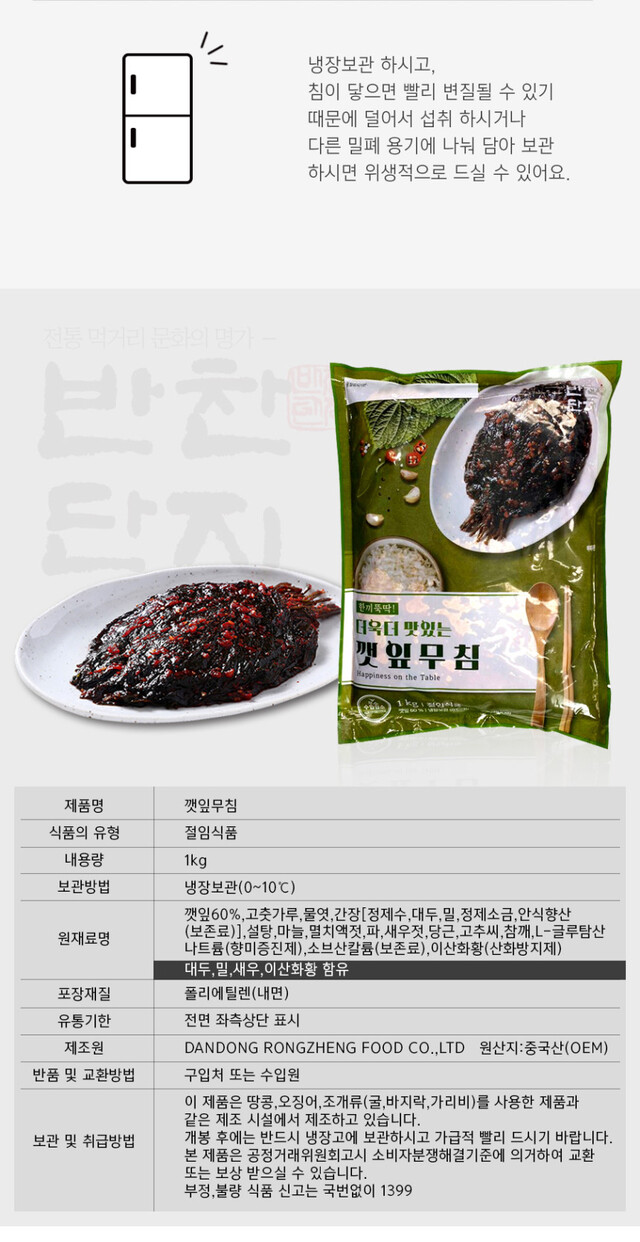 냉장보관 하시고,
침이 닿으면 빨리 변질될 수 있기
때문에 덜어서 섭취 하시거나
다른 밀폐 용기에 나눠 담아 보관
하시면 위생적으로 드실 수 있어요.
전통 먹거리 문화의 명가 –
반찬
단지
한끼뚝딱!
더욱더 맛있는
깻잎무침
Happiness on the Table
1kg
제품명 깻잎무침
식품의 유형 절임식품
내용량 1kg
보관방법 냉장보관(0~10℃)
원재료명 깻잎60%,고춧가루,물엿,간장[정제수,대두,밀,정제소금,안식향산
(보존료)],설탕,마늘,멸치액젓,파,새우젓,당근,고추씨,참깨,L-글루탐산
나트륨(향미증진제),소브산칼륨(보존료),이산화황(산화방지제)
대두,밀,새우,이산화황 함유
포장재질 폴리에틸렌(내면)
유통기한 전면 좌측상단 표시
제조원 DANDONG RONGZHENG FOOD CO.,LTD 원산지:중국산(OEM)
반품 및 교환방법 구입처 또는 수입원
보관 및 취급방법 이 제품은 땅콩,오징어,조개류(굴,바지락,가리비)를 사용한 제품과
같은 제조 시설에서 제조하고 있습니다.
개봉 후에는 반드시 냉장고에 보관하시고 가급적 빨리 드시기 바랍니다.
본 제품은 공정거래위원회고시 소비자분쟁해결기준에 의거하여 교환
또는 보상 받으실 수 있습니다.
부정,불량 식품 신고는 국번없이 1399